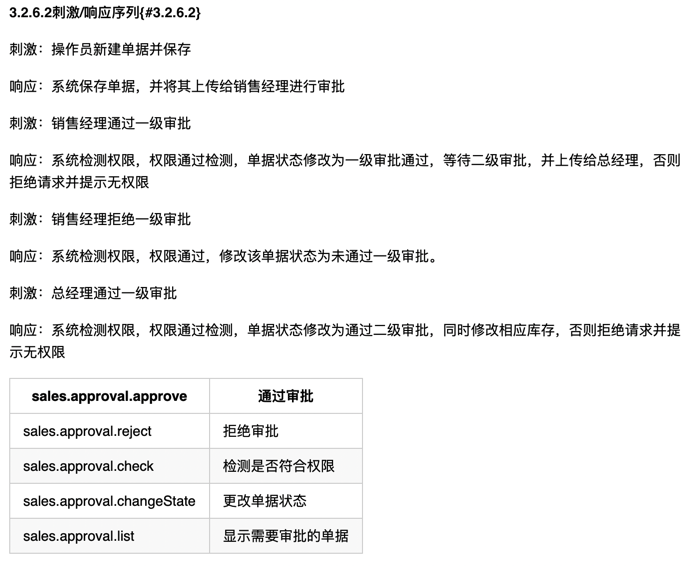 3.2.6.2刺激/响应序列{#3.2.6.2}
刺激：操作员新建单据并保存
响应：系统保存单据，并将其上传给销售经理进行审批
刺激：销售经理通过一级审批
响应：系统检测权限，权限通过检测，单据状态修改为一级审批通过，等待二级审批，并上传给总经理，否则
拒绝请求并提示无权限
刺激：销售经理拒绝一级审批
响应：系统检测权限，权限通过，修改该单据状态为未通过一级审批。
刺激：总经理通过一级审批
响应：系统检测权限，权限通过检测，单据状态修改为通过二级审批，同时修改相应库存，否则拒绝请求并提
示无权限
sales.approval.approve 通过审批
sales.approval.reject 拒绝审批
sales.approval.check 检测是否符合权限
sales.approval.changeState 更改单据状态
sales.approval.list 显示需要审批的单据